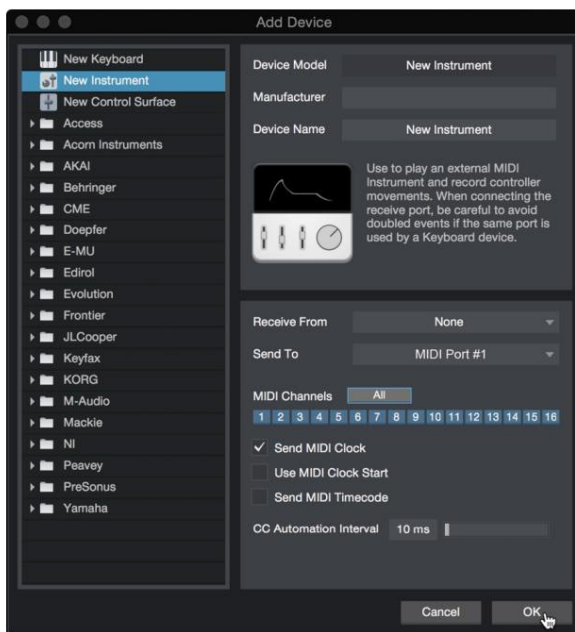 Add Device
New Keyboard
New Instrument
New Control Surface
Access
Acorn Instruments
AKAI
Behringer
CME
Doepfer
E-MU
Edirol
Evolution
Frontier
JLCooper
Keyfax
KORG
M-Audio
Mackie
NI
Peavey
PreSonus
Yamaha
Device Model New Instrument
Manufacturer
Device Name New Instrument
Use to play an external MIDI
Instrument and record controller
movements. When connecting the
receive port, be careful to avoid
doubled events if the same port is
used by a Keyboard device.
Receive From None
Send To MIDI Port #1
MIDI Channels All
1 2 3 4 5 6 7 8 9 10 11 12 13 14 15 16
Send MIDI Clock
Use MIDI Clock Start
Send MIDI Timecode
CC Automation Interval 10 ms
Cancel OK